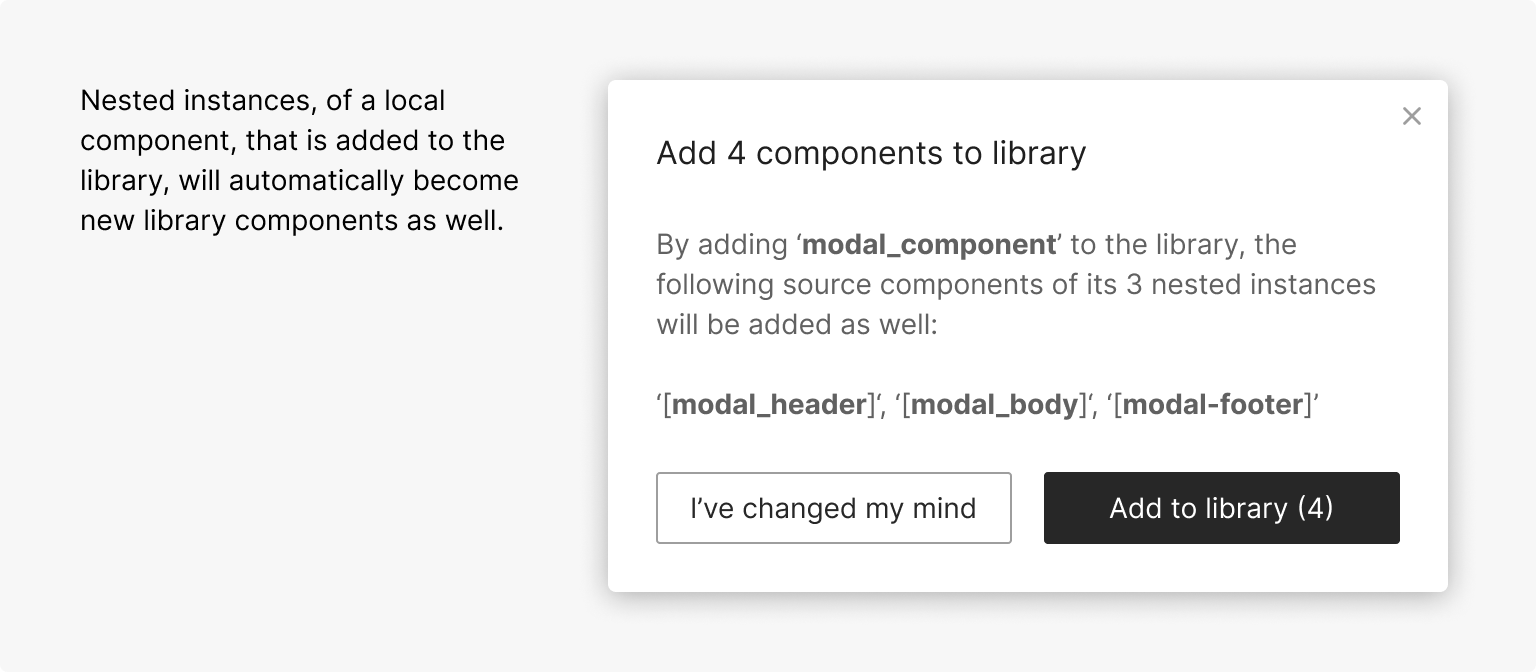 Nested instances, of a local
component, that is added to the
library, will automatically become
new library components as well.
Add 4 components to library
By adding ‘modal_component’ to the library, the
following source components of its 3 nested instances
will be added as well:
‘[modal_header]‘, ‘[modal_body]‘, ‘[modal-footer]’
I’ve changed my mind
Add to library (4)